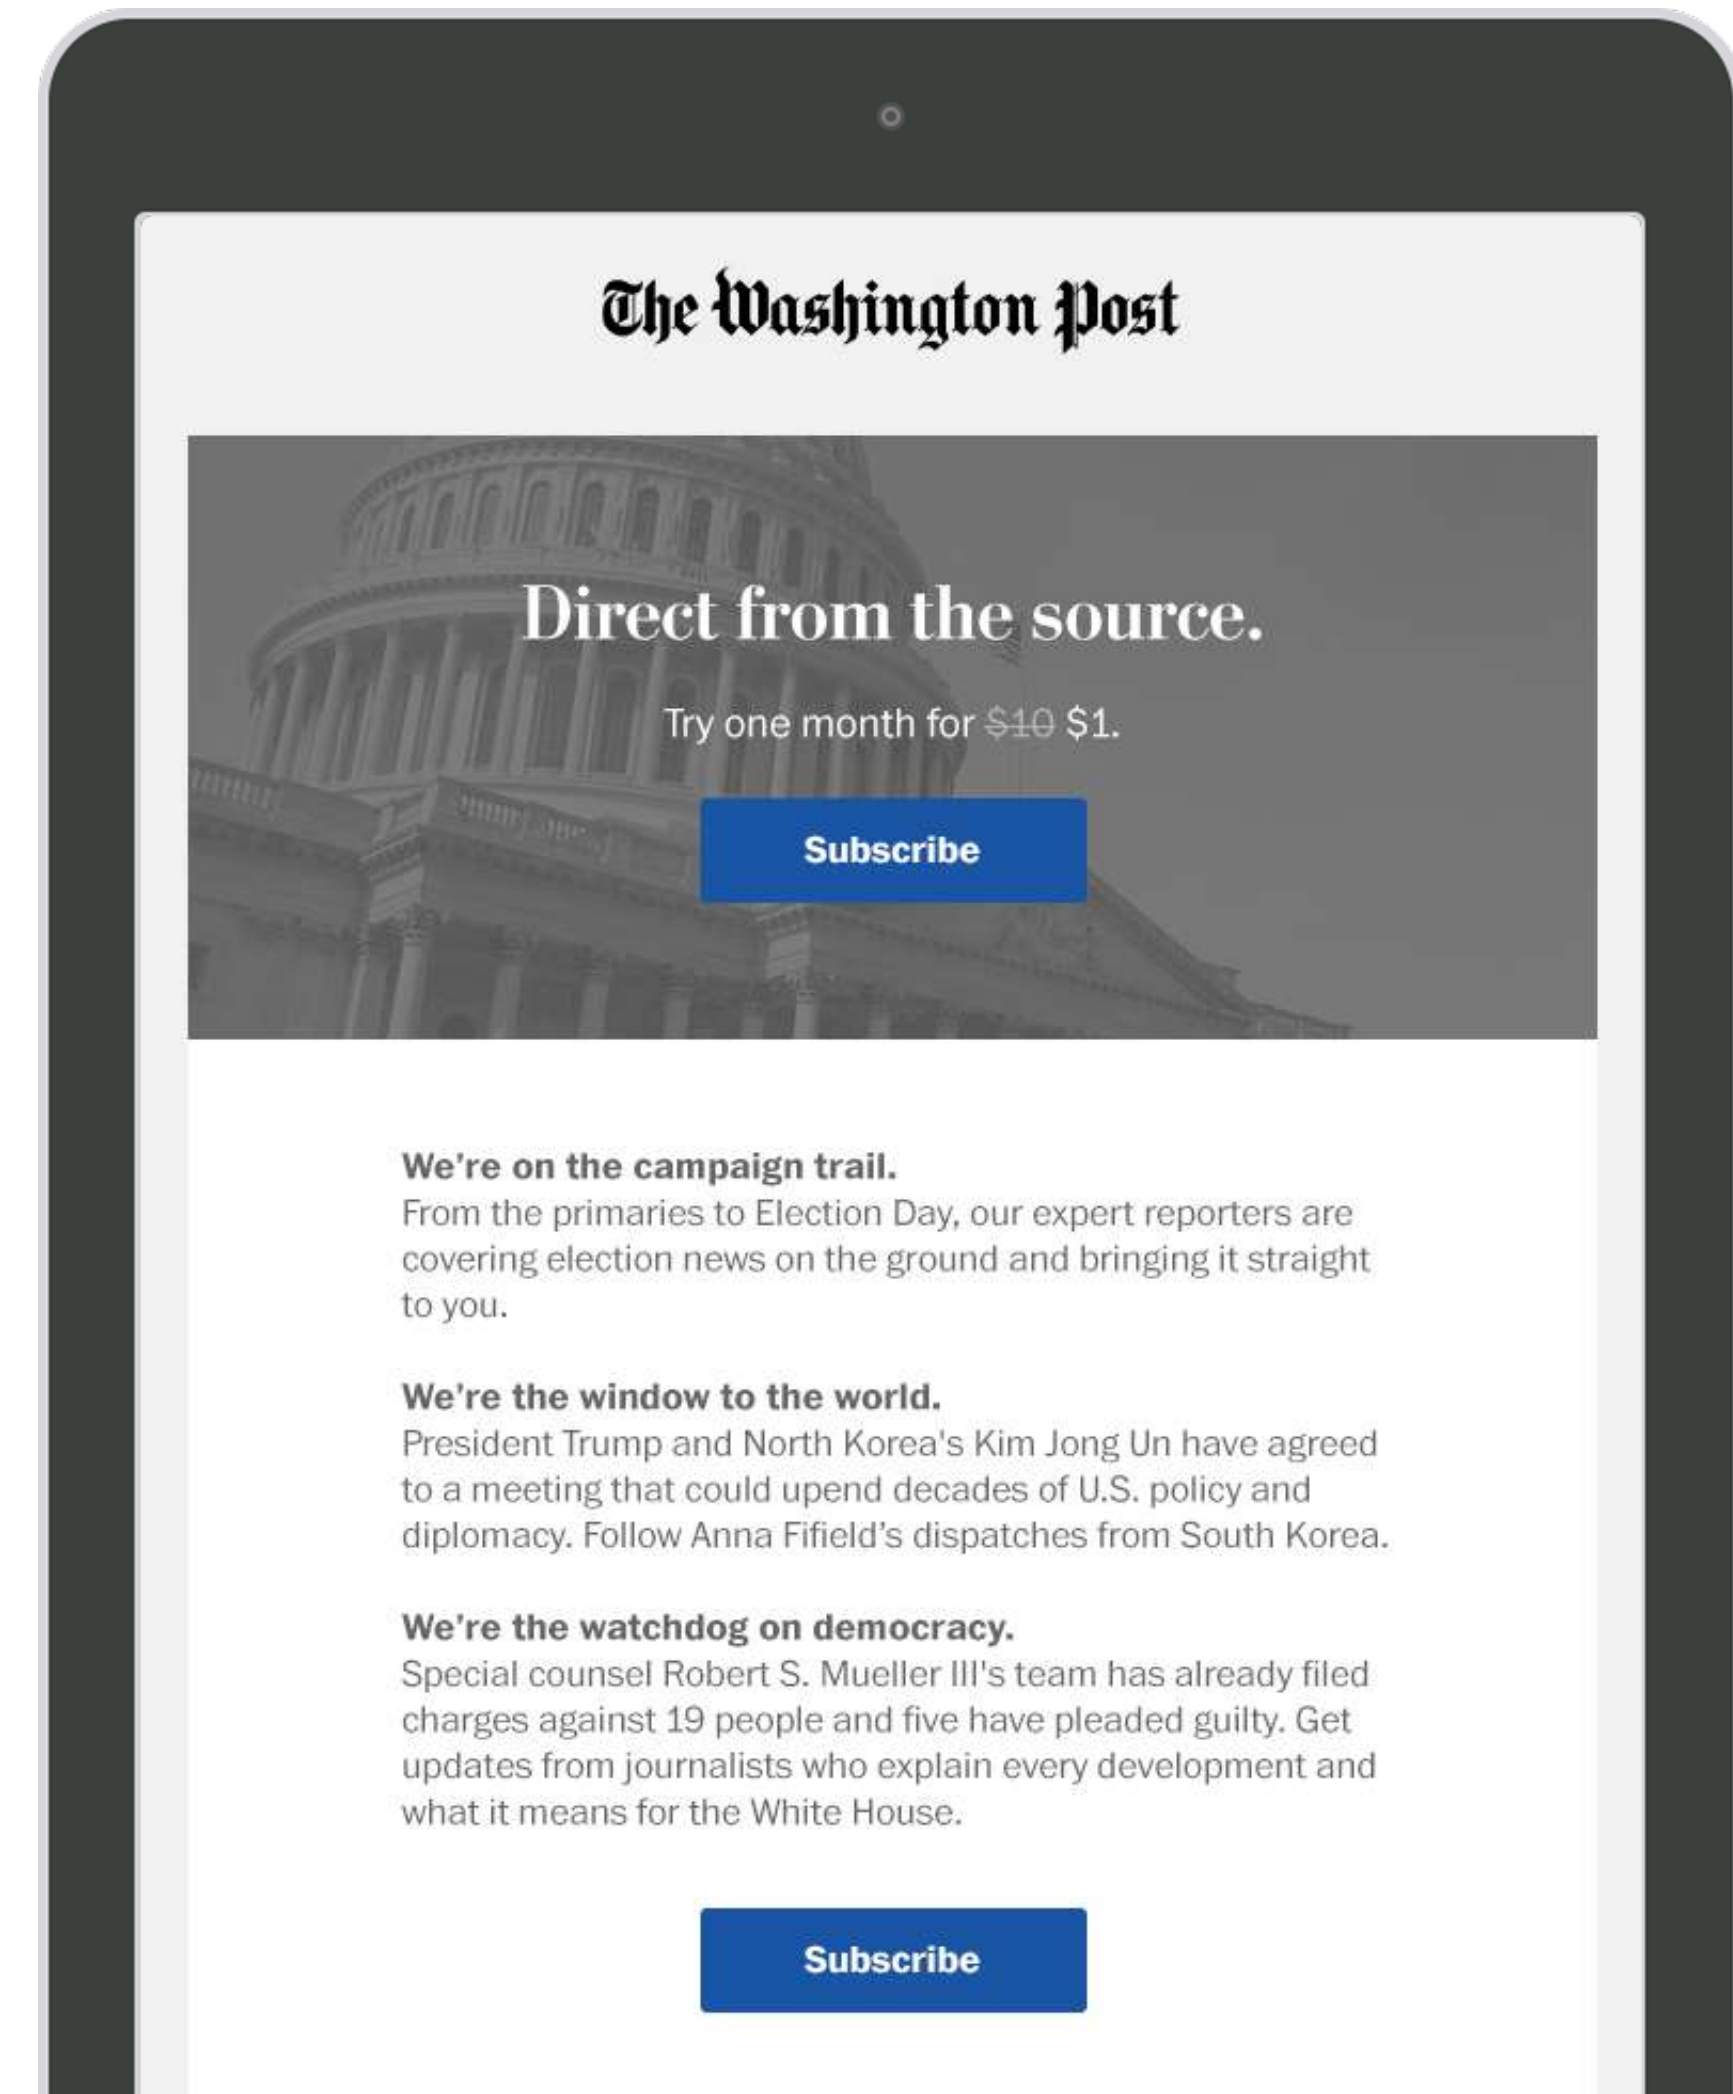 The Washington Post
Direct from the source.
Try one month for $10 $1.
Subscribe
We're on the campaign trail.
From the primaries to Election Day, our expert reporters are
covering election news on the ground and bringing it straight
to you.
We're the window to the world.
President Trump and North Korea's Kim Jong Un have agreed
to a meeting that could upend decades of U.S. policy and
diplomacy. Follow Anna Fifield’s dispatches from South Korea.
We're the watchdog on democracy.
Special counsel Robert S. Mueller III's team has already filed
charges against 19 people and five have pleaded guilty. Get
updates from journalists who explain every development and
what it means for the White House.
Subscribe